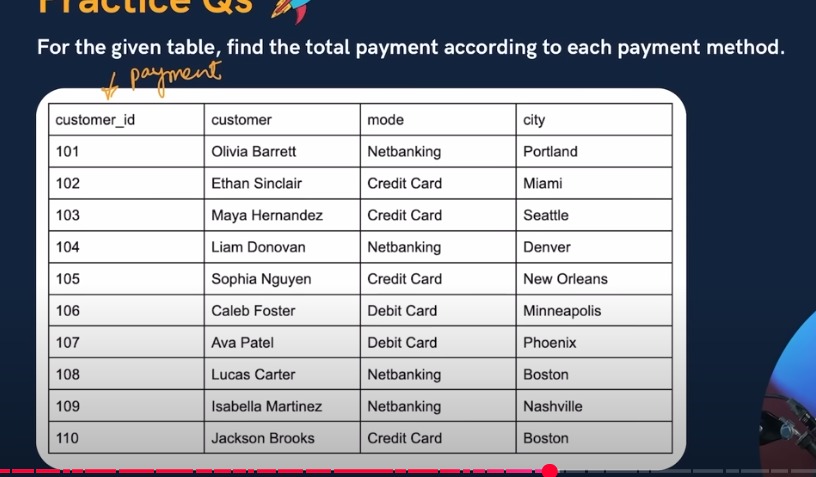 Practice Qs
For the given table, find the total payment according to each payment method.
payment
customer_id customer mode city
101 Olivia Barrett Netbanking Portland
102 Ethan Sinclair Credit Card Miami
103 Maya Hernandez Credit Card Seattle
104 Liam Donovan Netbanking Denver
105 Sophia Nguyen Credit Card New Orleans
106 Caleb Foster Debit Card Minneapolis
107 Ava Patel Debit Card Phoenix
108 Lucas Carter Netbanking Boston
109 Isabella Martinez Netbanking Nashville
110 Jackson Brooks Credit Card Boston